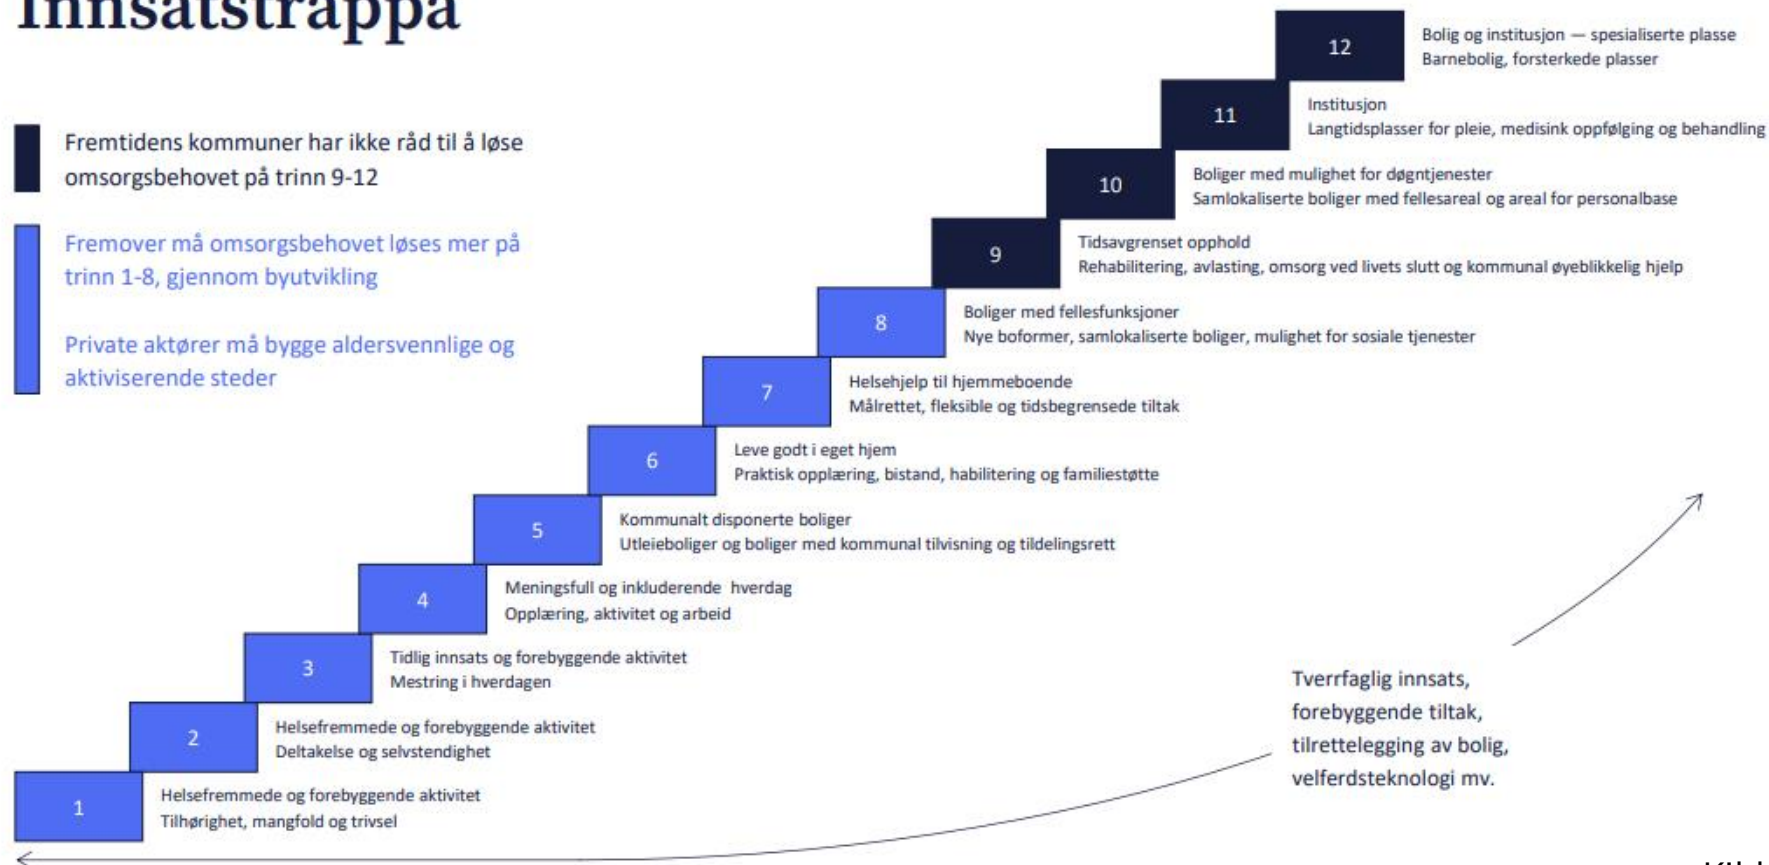 Innsatstrappa
Fremtidens kommuner har ikke råd til å løse
omsorgsbehovet på trinn 9-12
Fremover må omsorgsbehovet løses mer på
trinn 1-8, gjennom byutvikling
Private aktører må bygge aldersvennlige og
aktiviserende steder
12
Bolig og institusjon — spesialiserte plasse
Barnebolig, forsterkede plasser
11
Institusjon
Langtidsplasser for pleie, medisink oppfølging og behandling
10
Boliger med mulighet for døgntjenester
Samlokaliserte boliger med fellesareal og areal for personalbase
9
Tidsavgrenset opphold
Rehabilitering, avlasting, omsorg ved livets slutt og kommunal øyeblikkelig hjelp
8
Boliger med fellesfunksjoner
Nye boformer, samlokaliserte boliger, mulighet for sosiale tjenester
7
Helsehjelp til hjemmeboende
Målrettet, fleksible og tidsbegrensede tiltak
6
Leve godt i eget hjem
Praktisk opplæring, bistand, habilitering og familiestøtte
5
Kommunalt disponerte boliger
Utleieboliger og boliger med kommunal tilvisning og tildelingsrett
4
Meningsfull og inkluderende hverdag
Opplæring, aktivitet og arbeid
3
Tidlig innsats og forebyggende aktivitet
Mestring i hverdagen
2
Helsefremmede og forebyggende aktivitet
Deltakelse og selvstendighet
1
Helsefremmede og forebyggende aktivitet
Tilhørighet, mangfold og trivsel
Tverrfaglig innsats,
forebyggende tiltak,
tilrettelegging av bolig,
velferdsteknologi mv.